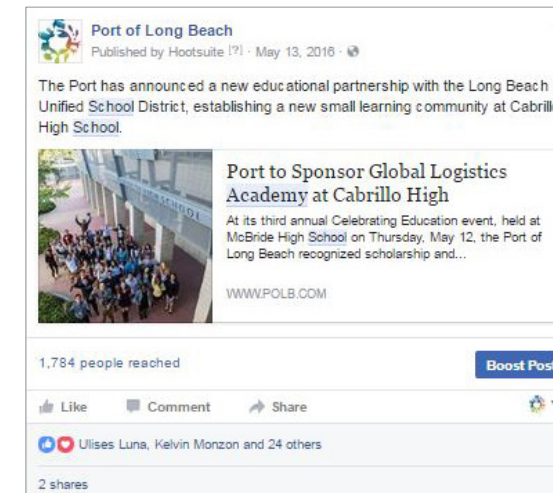 Port of Long Beach
Published by Hootsuite [?] · May 13, 2016 ·
The Port has announced a new educational partnership with the Long Beach
Unified School District, establishing a new small learning community at Cabrillo
High School.
Port to Sponsor Global Logistics
Academy at Cabrillo High
At its third annual Celebrating Education event, held at
McBride High School on Thursday, May 12, the Port of
Long Beach recognized scholarship and...
WWW.POLB.COM
1,784 people reached
Boost Post
Like Comment Share
Ulises Luna, Kelvin Monzon and 24 others
2 shares